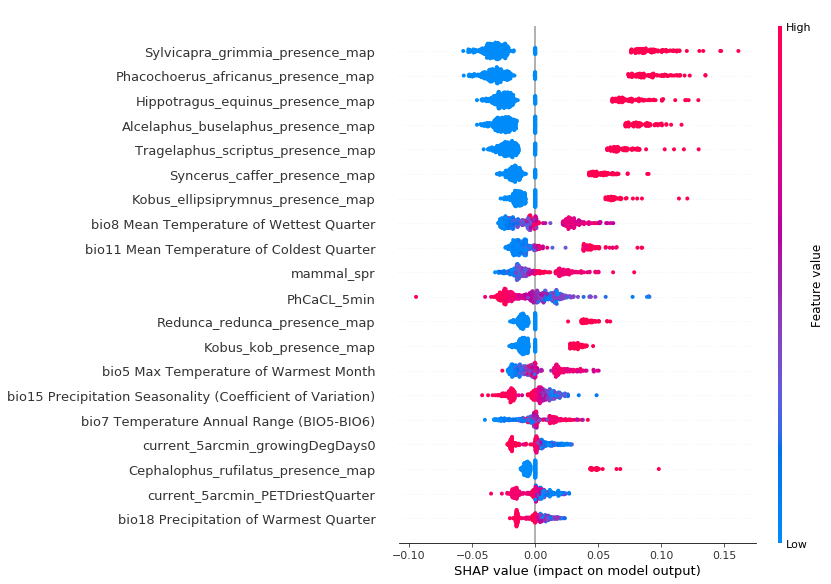 High
Sylvicapra_grimmia_presence_map
Phacochoerus_africanus_presence_map
Hippotragus_equinus_presence_map
Alcelaphus_buselaphus_presence_map
Tragelaphus_scriptus_presence_map
Syncerus_caffer_presence_map
Kobus_ellipsiprymnus_presence_map
bio8 Mean Temperature of Wettest Quarter
bio11 Mean Temperature of Coldest Quarter
mammal_spr
PhCaCL_5min
Redunca_redunca_presence_map
Kobus_kob_presence_map
bio5 Max Temperature of Warmest Month
bio15 Precipitation Seasonality (Coefficient of Variation)
bio7 Temperature Annual Range (BIO5-BIO6)
current_5arcmin_growingDegDays0
Cephalophus_rufilatus_presence_map
current_5arcmin_PETDriestQuarter
bio18 Precipitation of Warmest Quarter
Feature value
Low
−0.10 −0.05 0.00 0.05 0.10 0.15
SHAP value (impact on model output)